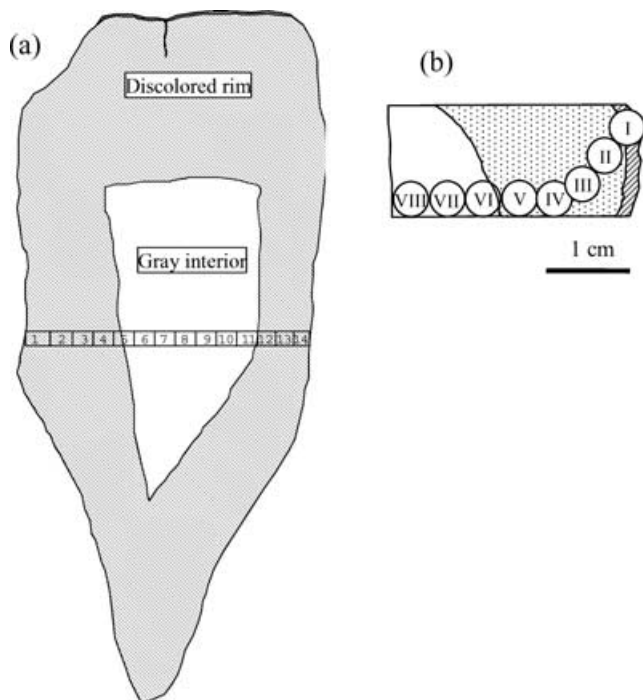 (a)
Discolored rim
Gray interior
1 2 3 4 5 6 7 8 9 10 11 12 13 14
(b)
I
II
III
VIII VII VI V IV
1 cm